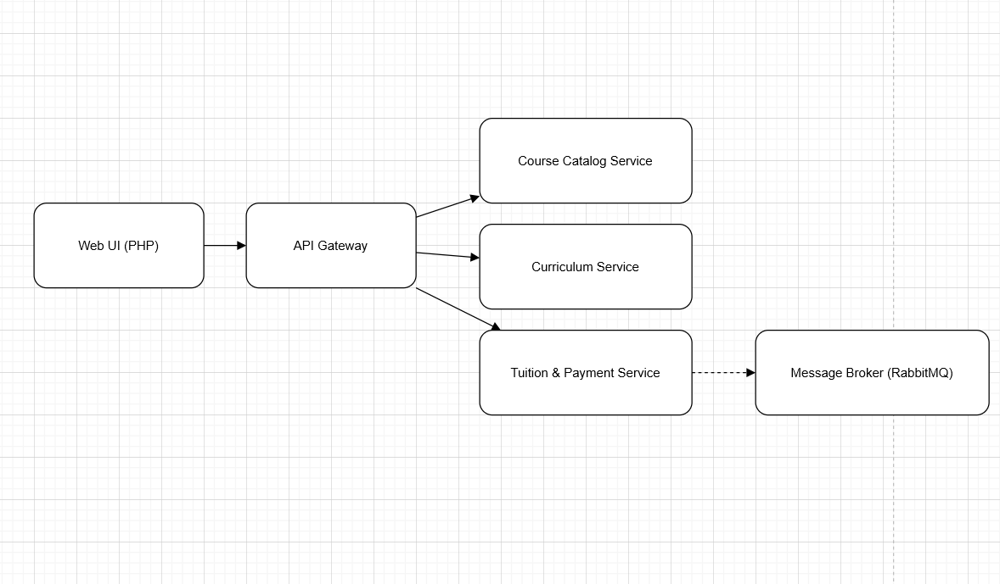 Course Catalog Service
Web UI (PHP)
API Gateway
Curriculum Service
Tuition & Payment Service
Message Broker (RabbitMQ)